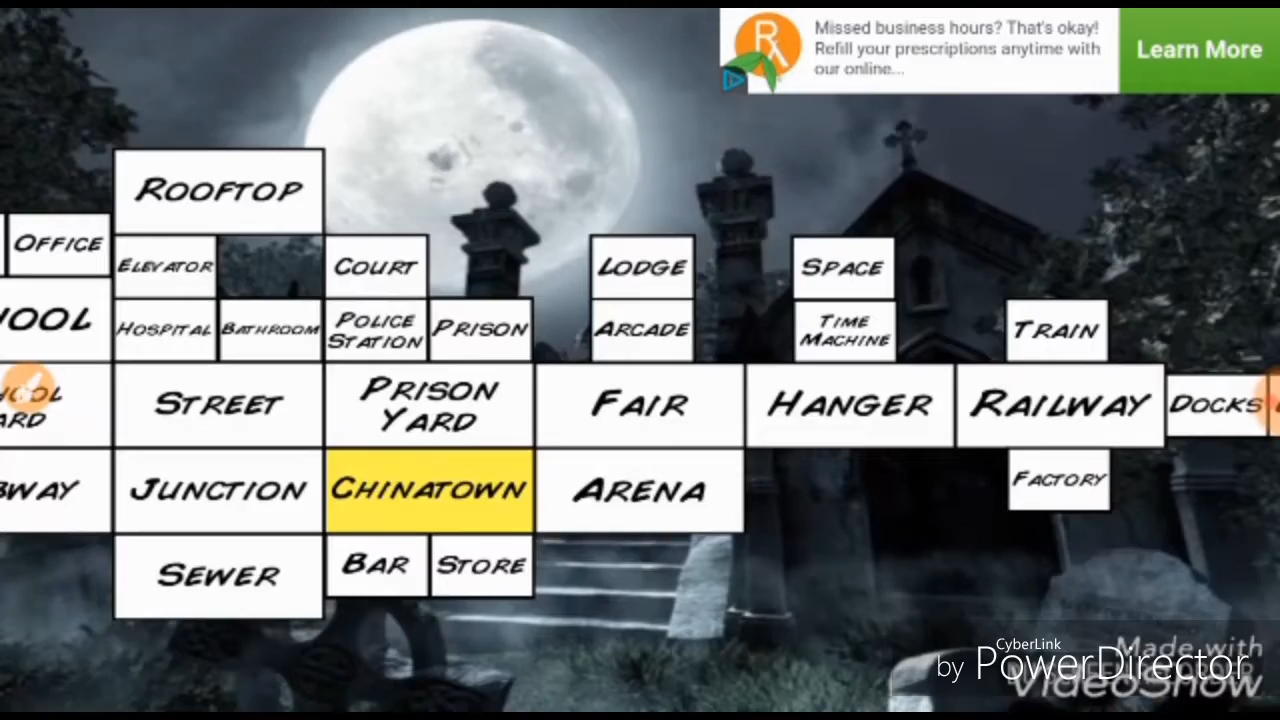 Missed business hours? That's okay!
Refill your prescriptions anytime with
our online...
Learn More
ROOFTOP
OFFICE
ELEVATOR
COURT
LODGE
SPACE
HOSPITAL
BATHROOM
POLICE
STATION
PRISON
ARCADE
TIME
MACHINE
TRAIN
STREET
PRISON
YARD
FAIR
HANGER
RAILWAY
DOCKS
JUNCTION
CHINATOWN
ARENA
FACTORY
SEWER
BAR
STORE
CyberLink
by PowerDirector
Made with
VideoShow